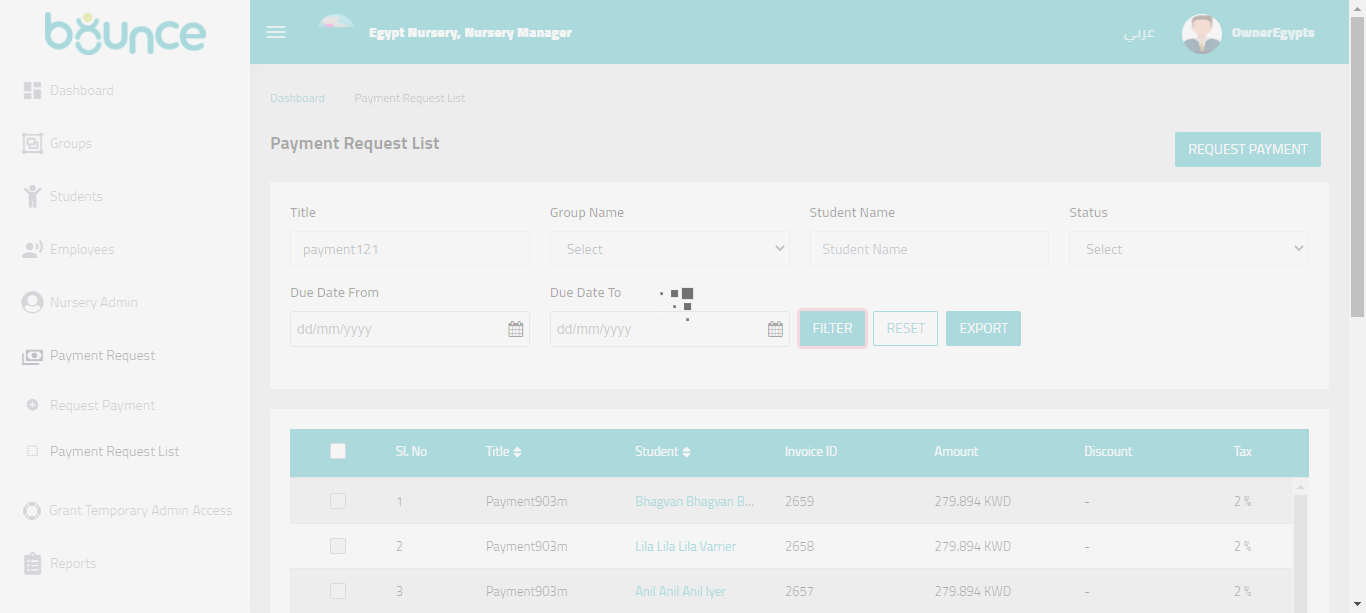 bounce
Egypt Nursery, Nursery Manager
عربي
OwnerEgypts
Dashboard
Groups
Students
Employees
Nursery Admin
Payment Request
Request Payment
Payment Request List
Grant Temporary Admin Access
Reports
Dashboard Payment Request List
Payment Request List
REQUEST PAYMENT
Title Group Name Student Name Status
payment121 Select Student Name Select
Due Date From Due Date To
dd/mm/yyyy dd/mm/yyyy FILTER RESET EXPORT
Sl. No Title Student Invoice ID Amount Discount Tax
1 Payment903m Bhagvan Bhagvan B... 2659 279.894 KWD - 2 %
2 Payment903m Lila Lila Lila Varrier 2658 279.894 KWD - 2 %
3 Payment903m Anil Anil Anil Iyer 2657 279.894 KWD - 2 %